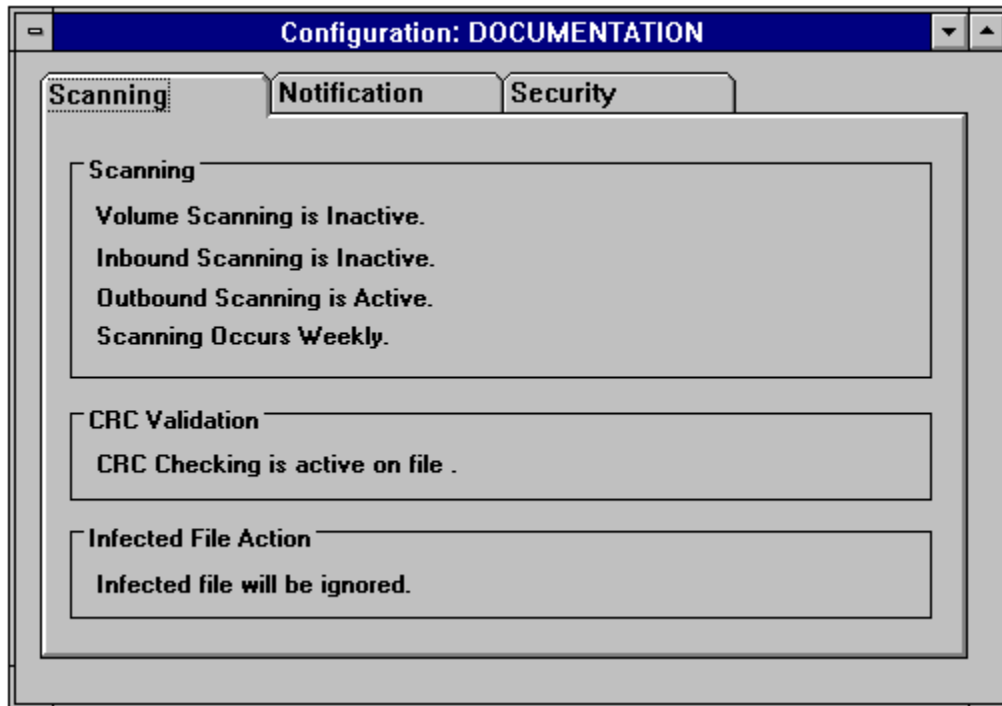 Configuration: DOCUMENTATION
Scanning Notification Security
Scanning
Volume Scanning is Inactive.
Inbound Scanning is Inactive.
Outbound Scanning is Active.
Scanning Occurs Weekly.
CRC Validation
CRC Checking is active on file .
Infected File Action
Infected file will be ignored.